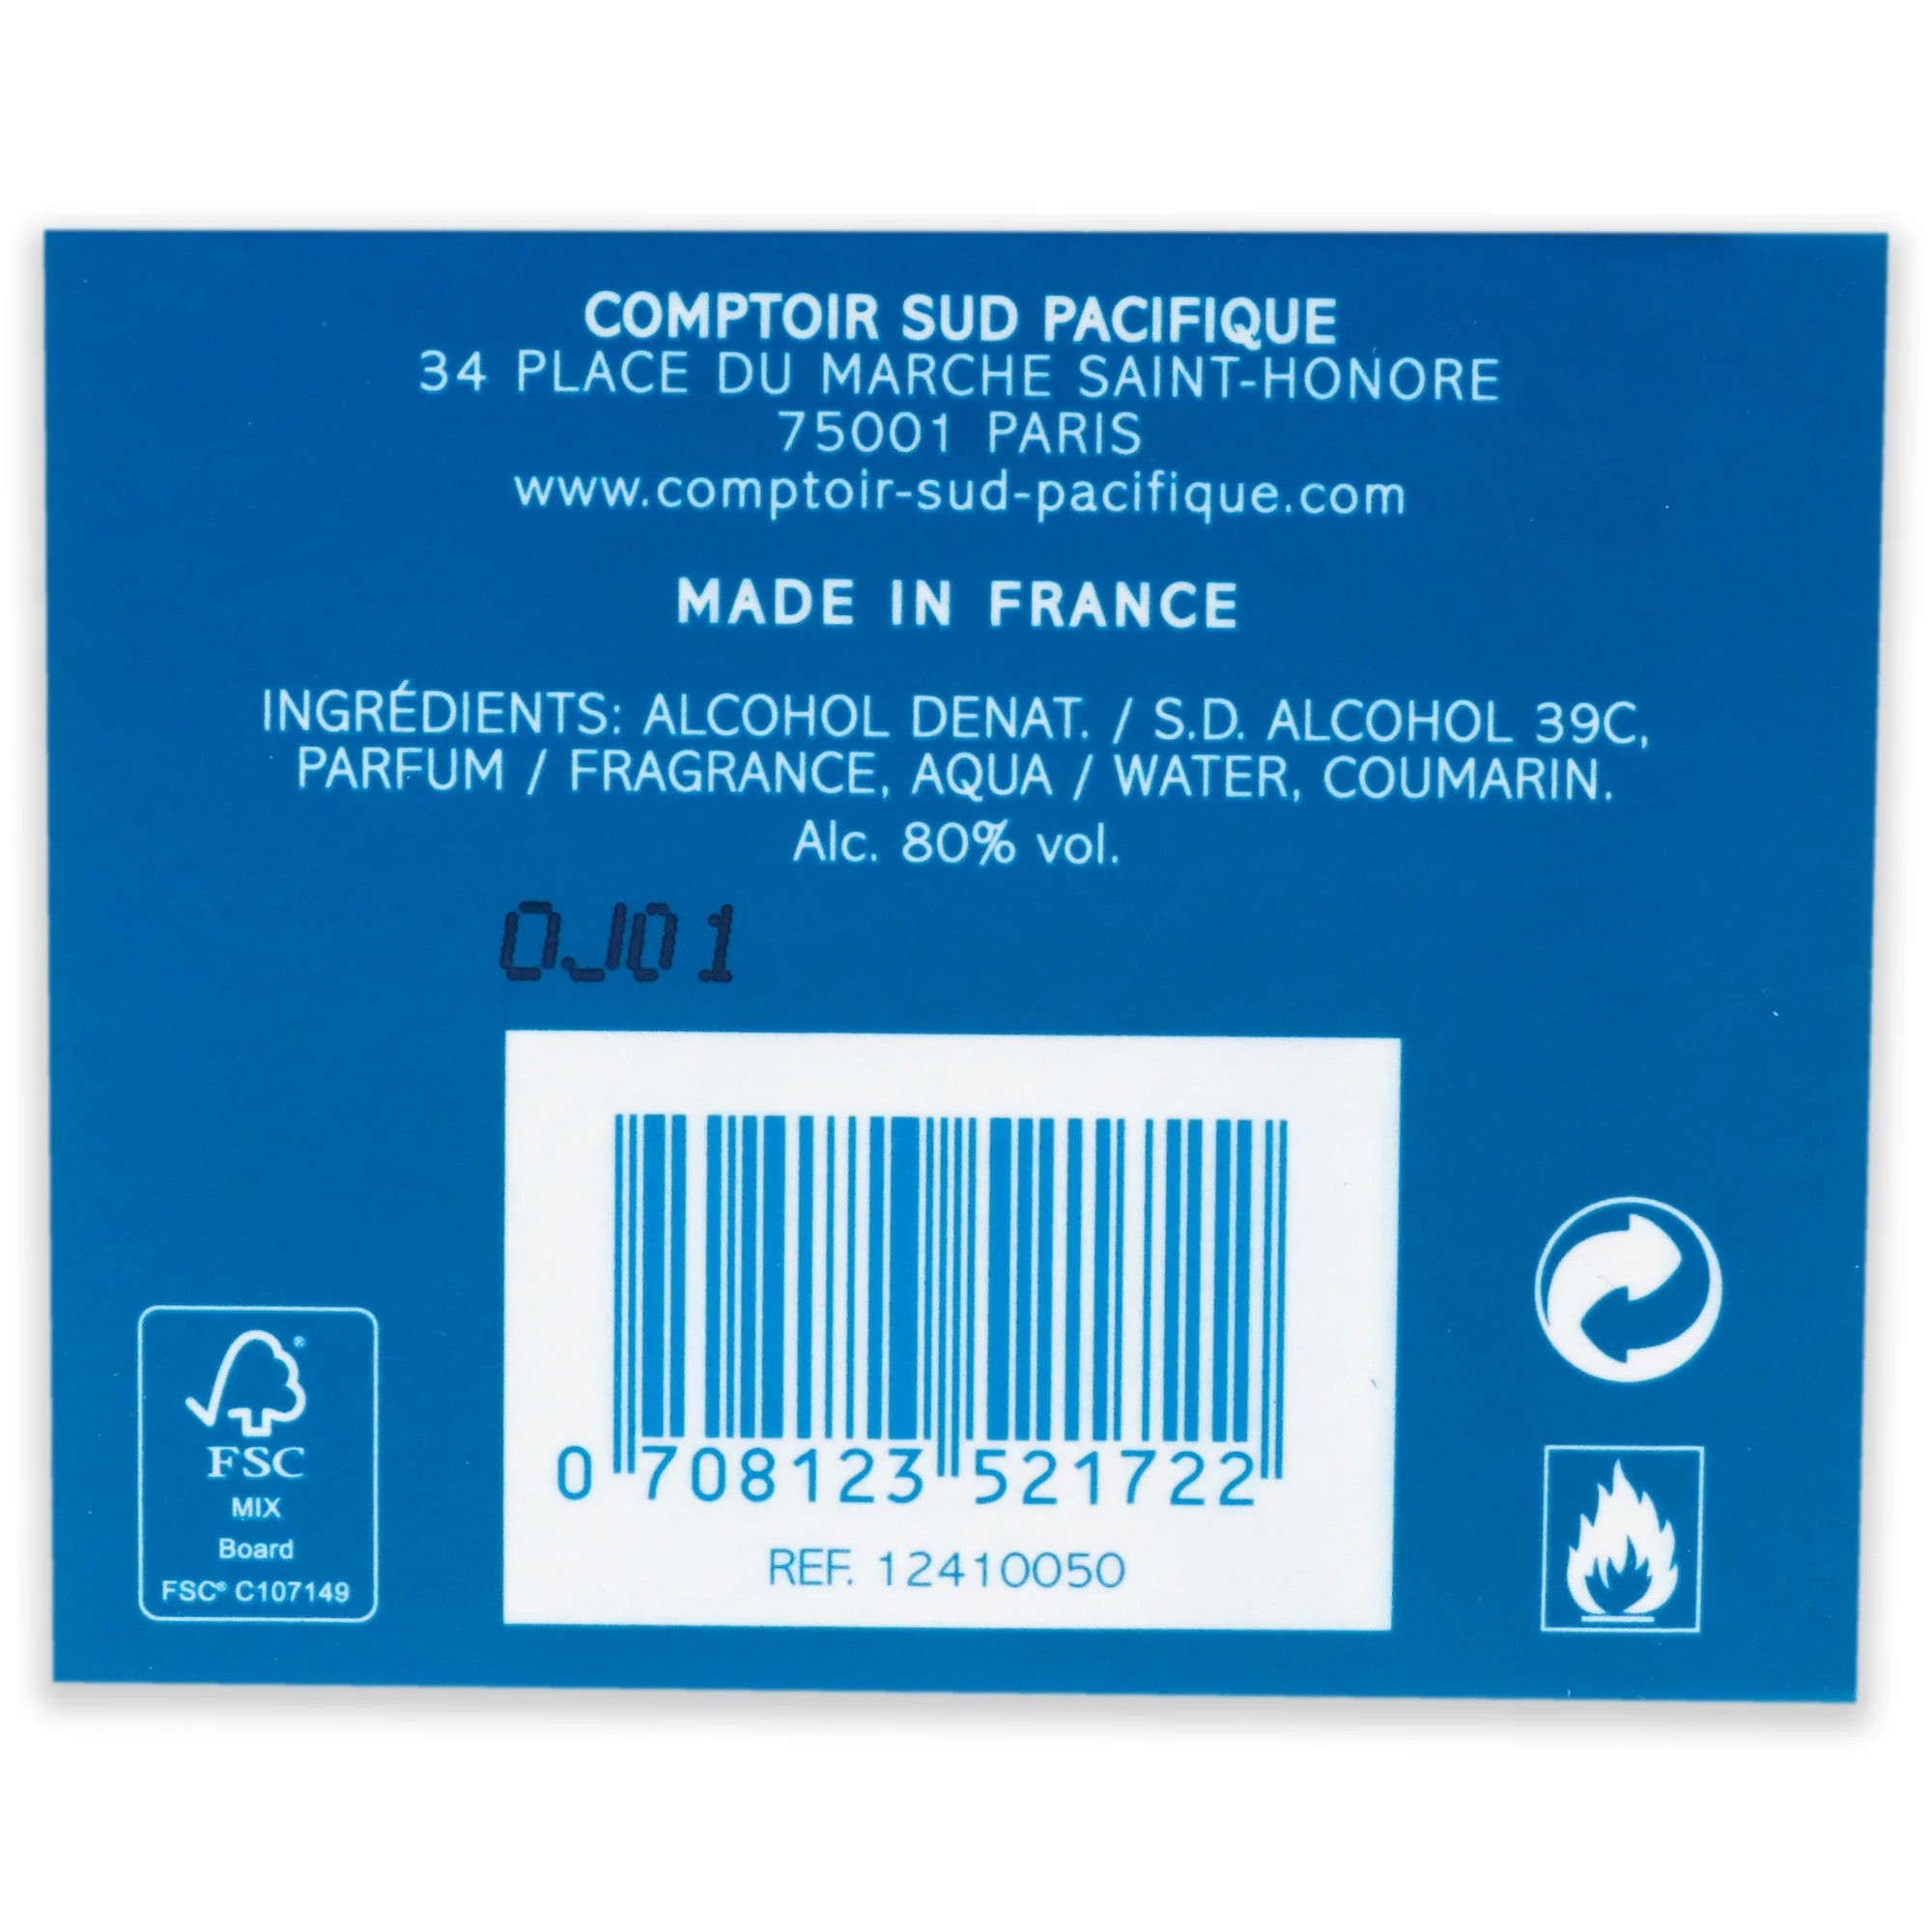 COMPTOIR SUD PACIFIQUE
34 PLACE DU MARCHE SAINT-HONORE
75001 PARIS
www.comptoir-sud-pacifique.com
MADE IN FRANCE
INGRÉDIENTS: ALCOHOL DENAT. / S.D. ALCOHOL 39C,
PARFUM / FRAGRANCE, AQUA / WATER, COUMARIN.
Alc. 80% vol.
0J01
0 708123 521722
REF. 12410050
FSC
MIX
Board
FSC® C107149